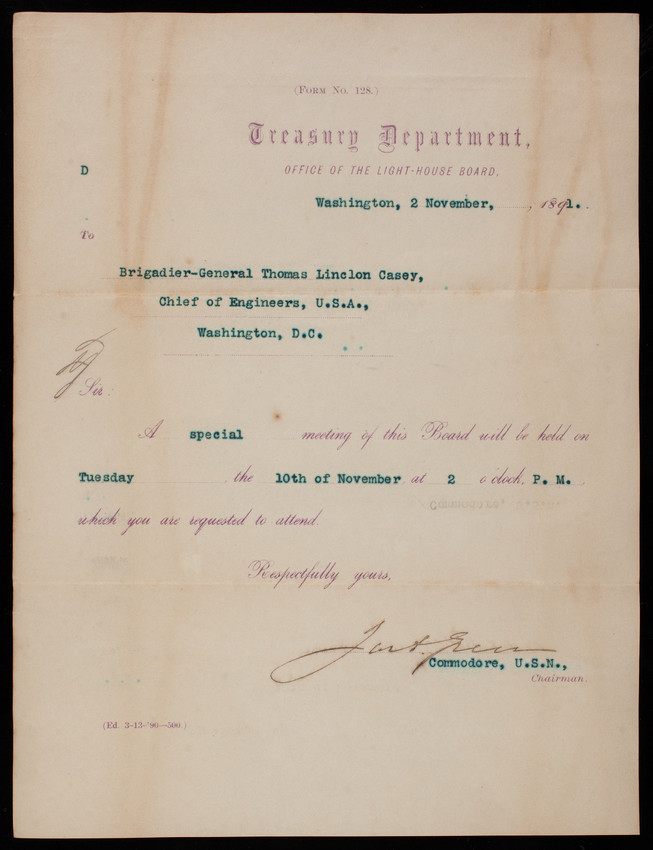 (Form No. 128.)
Treasury Department,
D
OFFICE OF THE LIGHT-HOUSE BOARD.
Washington, 2 November, , 1891.
To
Brigadier-General Thomas Linclon Casey,
Chief of Engineers, U.S.A.,
Washington, D.C.
Sir:
A special meeting of this Board will be held on
Tuesday , the 10th of November at 2 o'clock, P. M.
which you are requested to attend.
Respectfully yours,
Commodore, U.S.N.,
Chairman.
(Ed. 3-13-'90—500.)